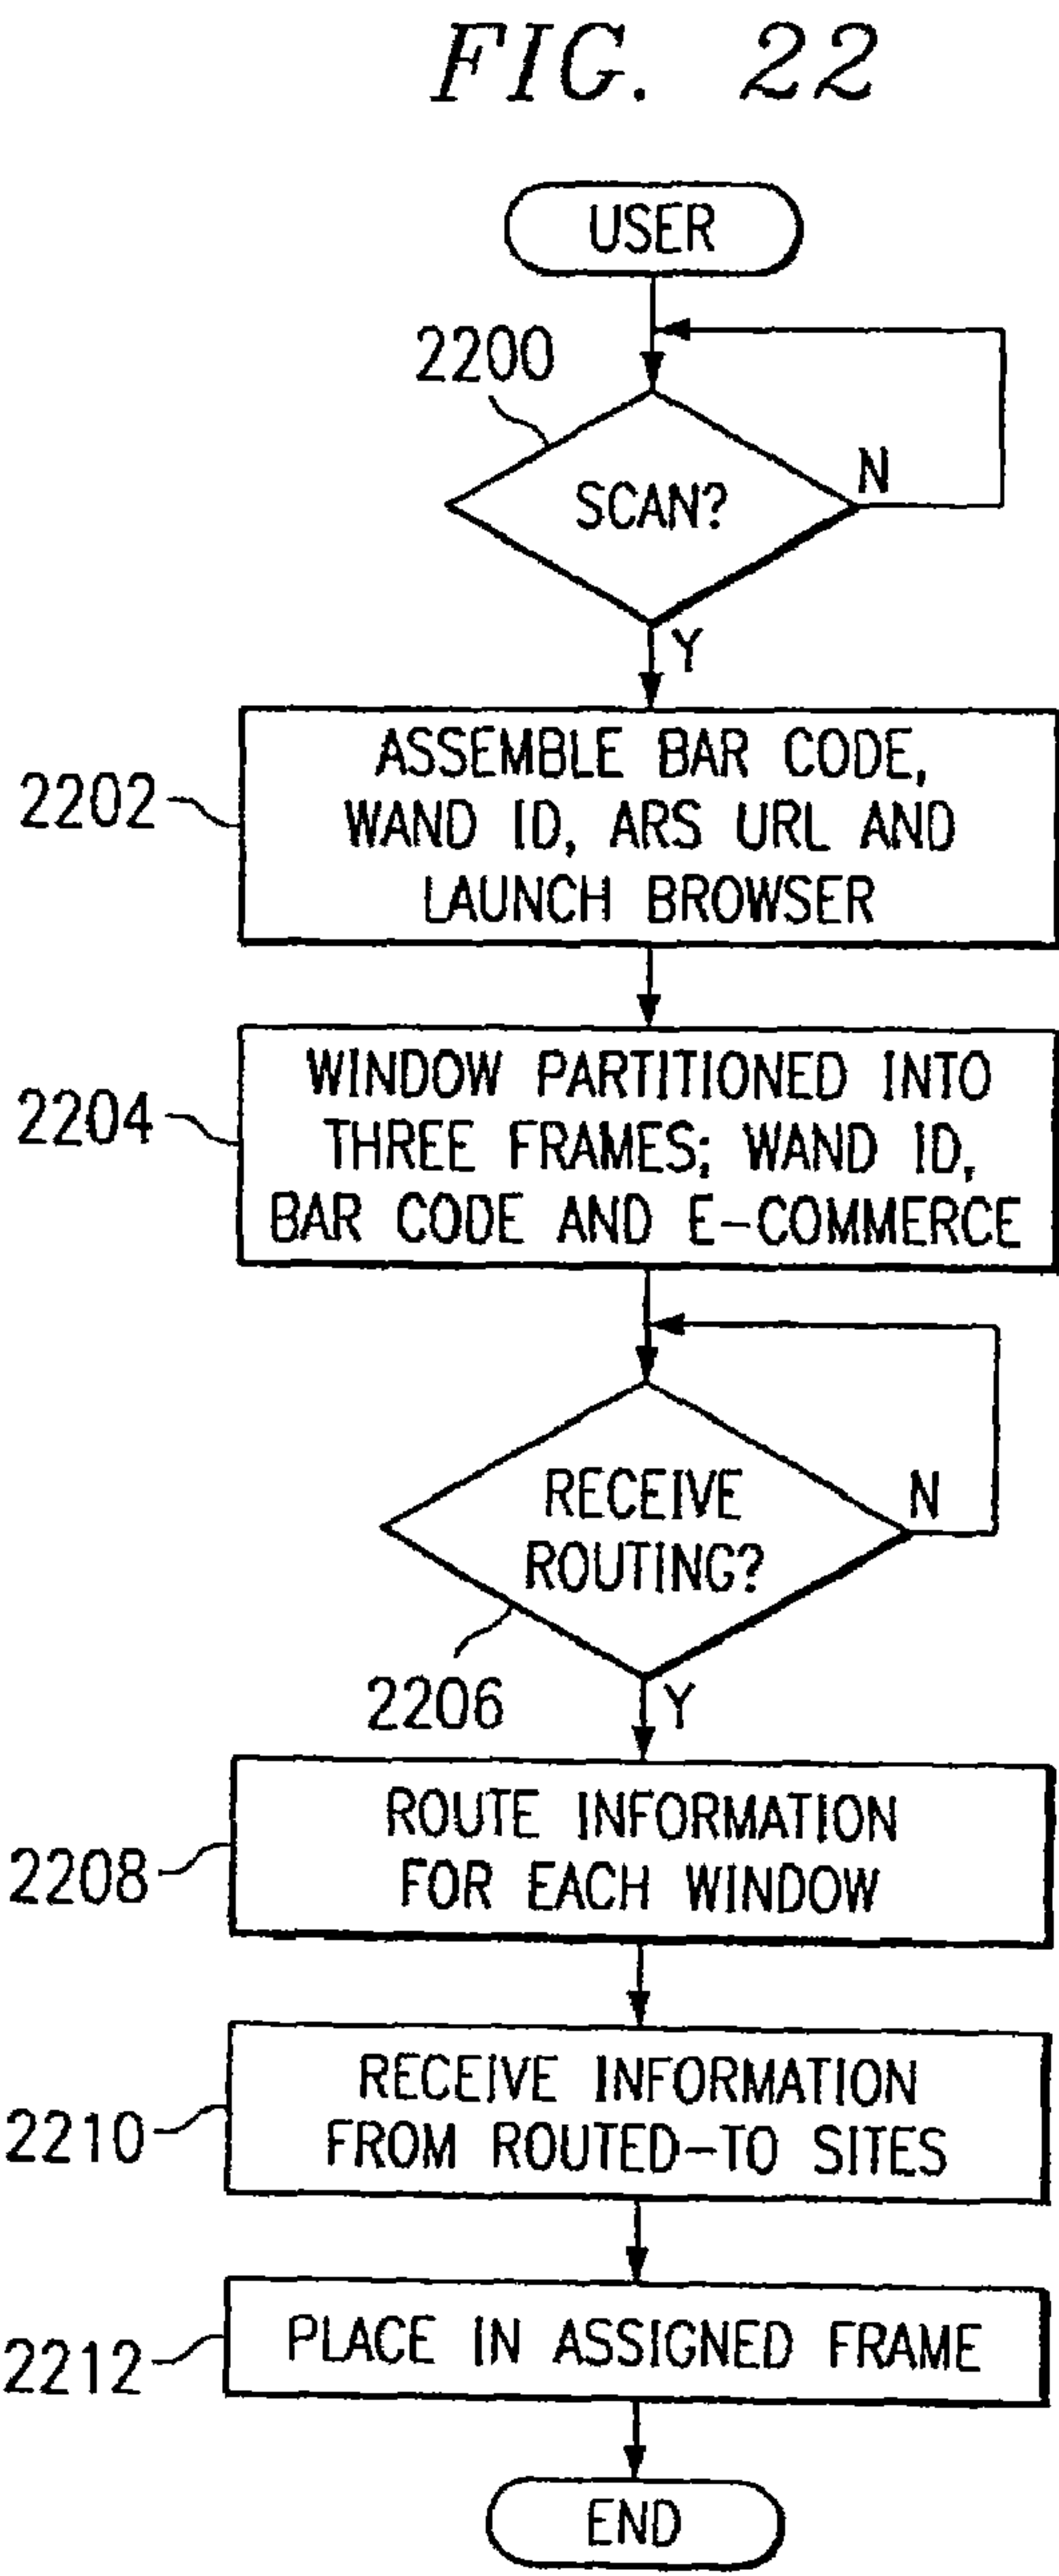 FIG. 22
USER
2200
SCAN?
N
Y
2202
ASSEMBLE BAR CODE,
WAND ID, ARS URL AND
LAUNCH BROWSER
2204
WINDOW PARTITIONED INTO
THREE FRAMES; WAND ID,
BAR CODE AND E-COMMERCE
RECEIVE
ROUTING?
N
2206
Y
2208
ROUTE INFORMATION
FOR EACH WINDOW
2210
RECEIVE INFORMATION
FROM ROUTED-TO SITES
2212
PLACE IN ASSIGNED FRAME
END